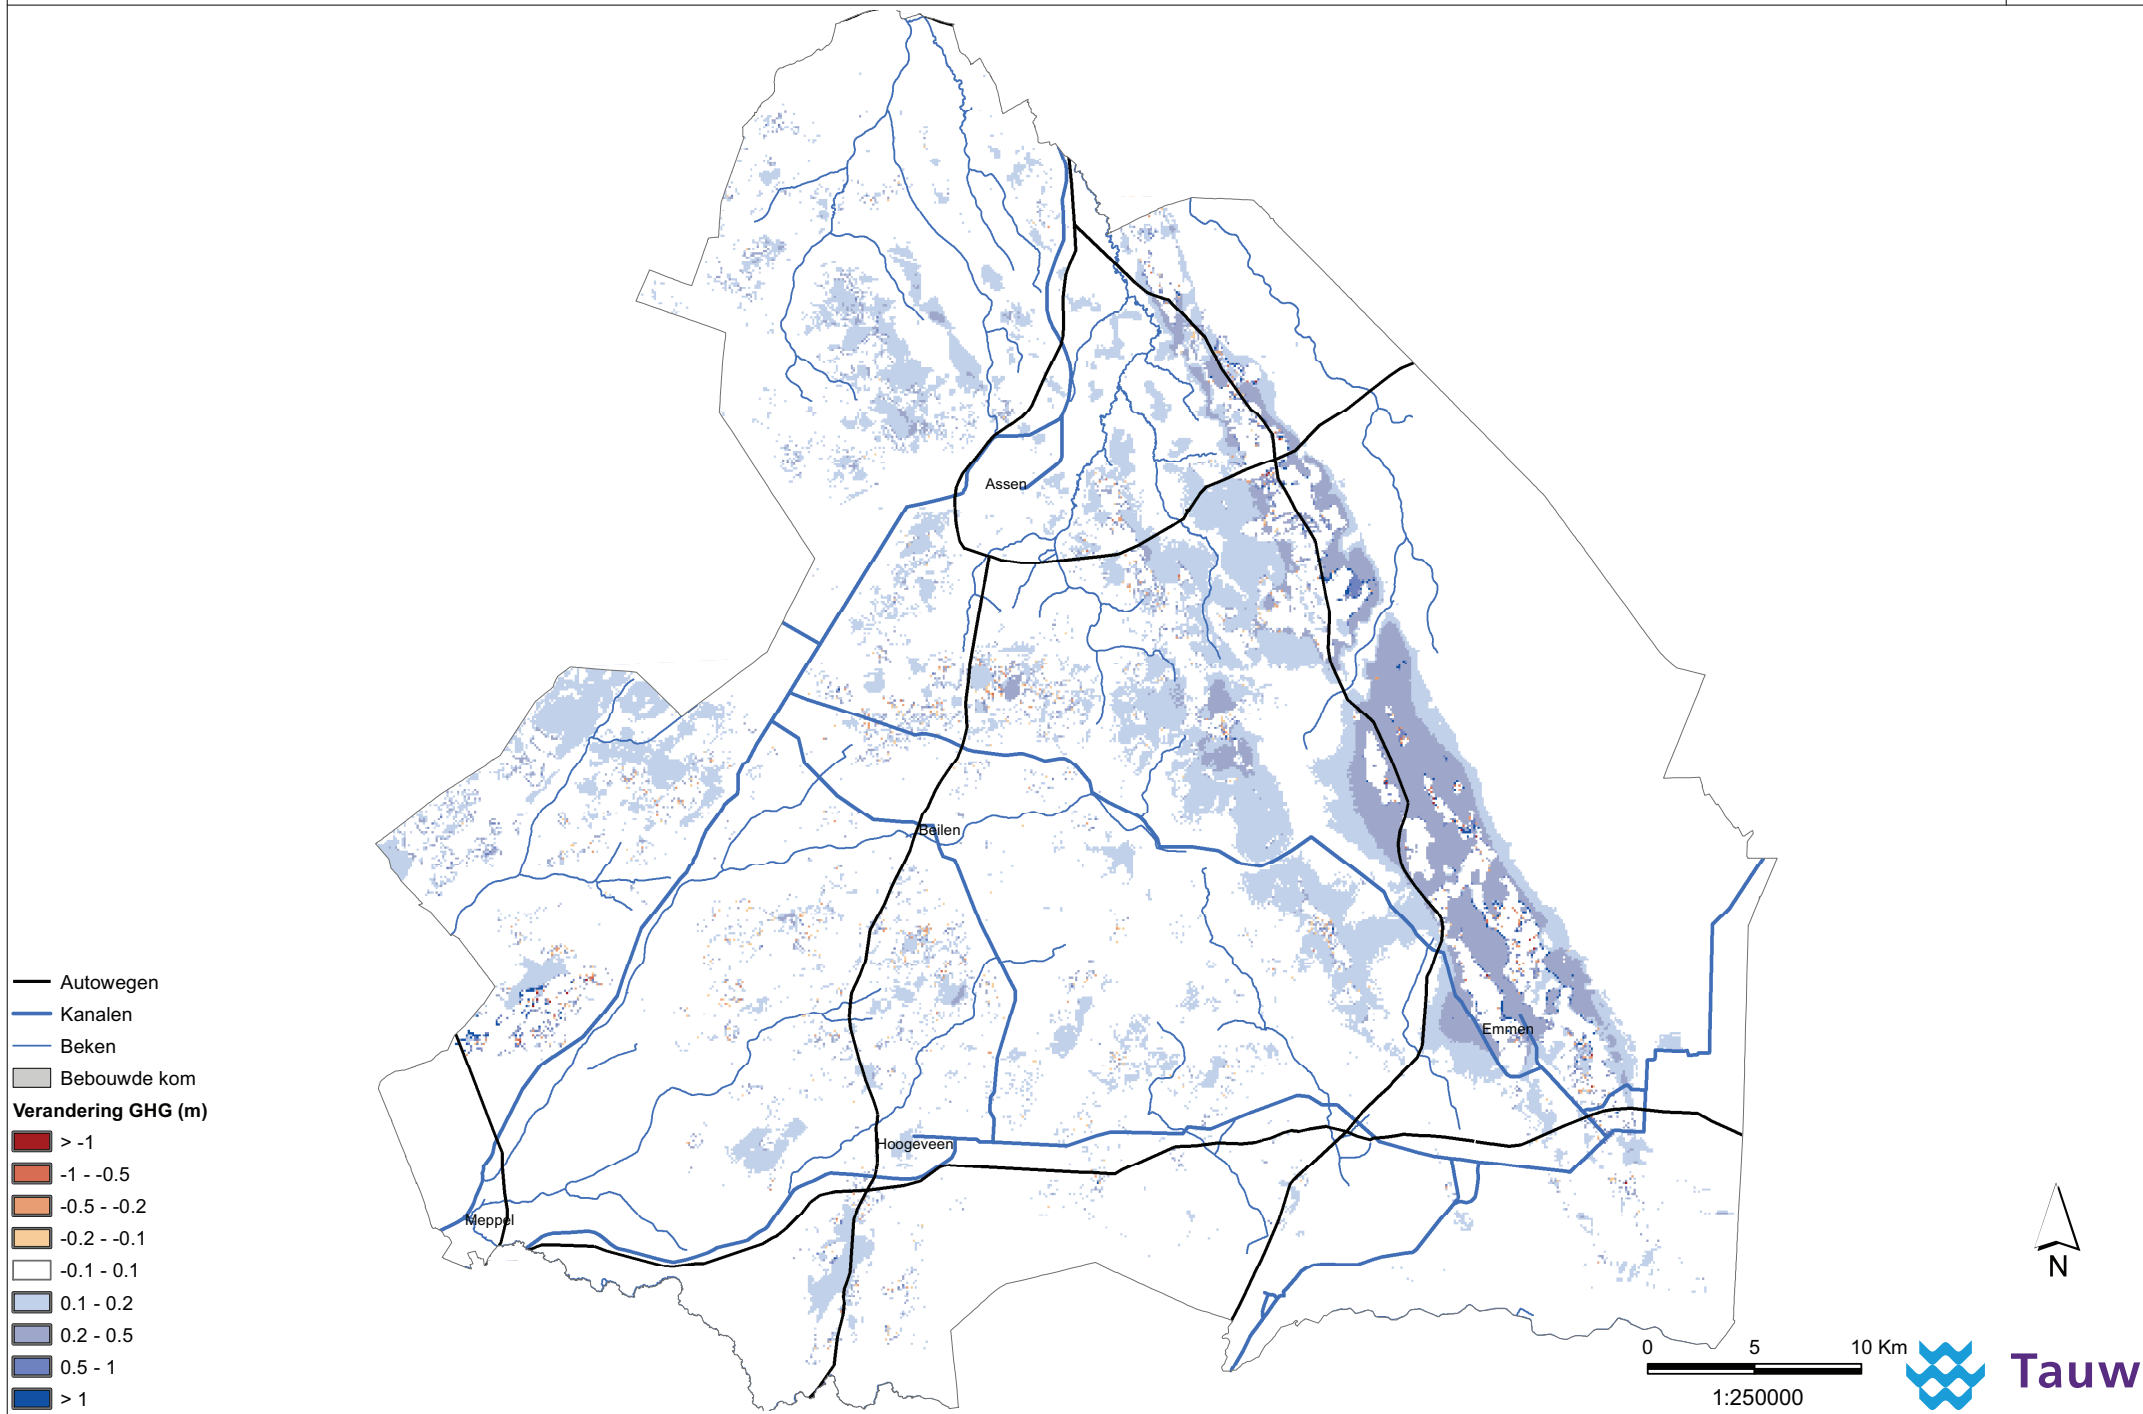 Assen
Beilen
Emmen
Hoogeveen
Meppel
Autowegen
Kanalen
Beken
Bebouwde kom
Verandering GHG (m)
> -1
-1 - -0.5
-0.5 - -0.2
-0.2 - -0.1
-0.1 - 0.1
0.1 - 0.2
0.2 - 0.5
0.5 - 1
> 1
N
0 5 10 Km
1:250000
Tauw